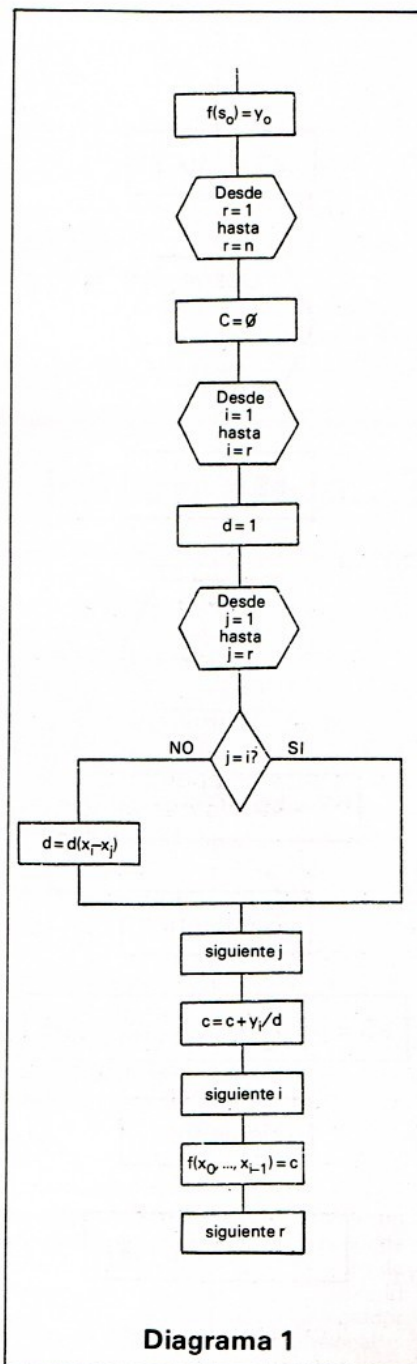 f(s₀) = y₀
Desde
r = 1
hasta
r = n
C = Ø
Desde
i = 1
hasta
i = r
d = 1
Desde
j = 1
hasta
j = r
NO
j = i?
SI
d = d(xᵢ–xⱼ)
siguiente j
c = c + yᵢ/d
siguiente i
f(x₀, ..., xᵢ₋₁) = c
siguiente r
Diagrama 1